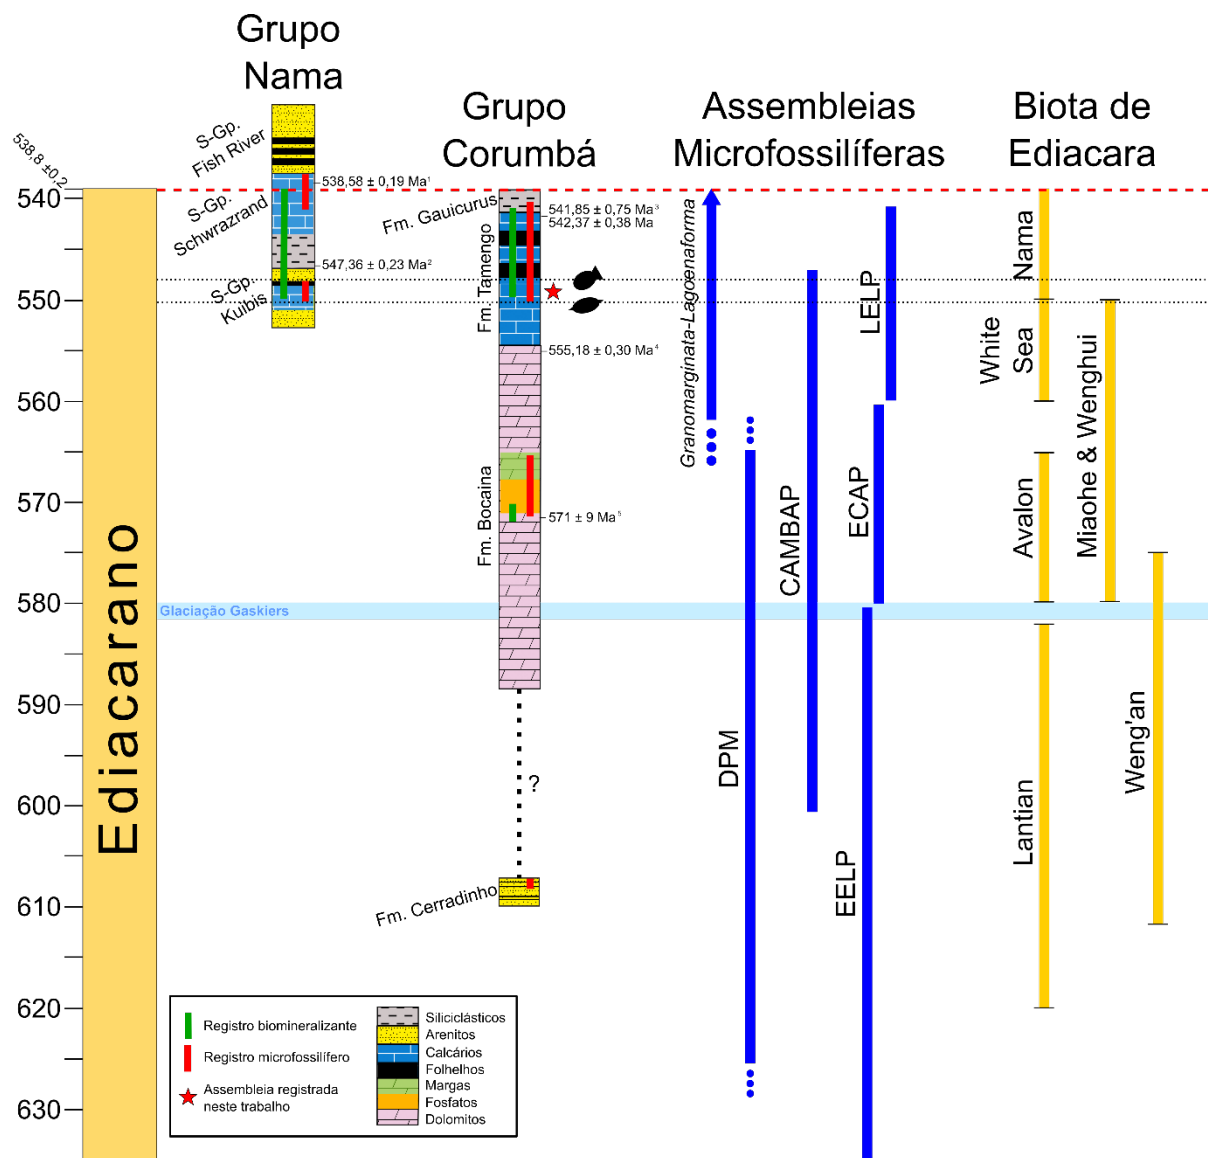 Grupo
Nama
Grupo
Corumbá
Assembleias
Microfossilíferas
Biota de
Ediacara
538,8 ±0,2
540
550
560
570
580
590
600
610
620
630
Ediacarano
S-Gp.
Fish River
S-Gp.
Schwazrand
S-Gp.
Kuibis
538,58 ± 0,19 Ma¹
547,36 ± 0,23 Ma²
Fm. Gauicurus
Fm. Tamengo
Fm. Bocaina
Fm. Cerradinho
541,85 ± 0,75 Ma³
542,37 ± 0,38 Ma
555,18 ± 0,30 Ma⁴
571 ± 9 Ma⁵
?
Glaciação Gaskiers
Granomarginata-Lagoenaforma
DPM
CAMBAP
LELP
ECAP
EELP
Nama
White
Sea
Avalon
Lantian
Miaohe & Wenghui
Weng'an
Registro biomineralizante
Registro microfossilífero
Assembleia registrada
neste trabalho
Siliciclásticos
Arenitos
Calcários
Folhelhos
Margas
Fosfatos
Dolomitos